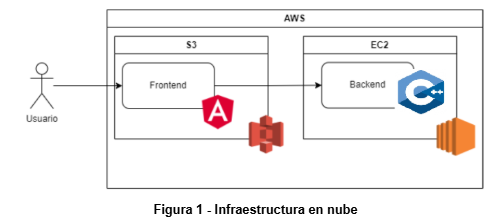 AWS
S3
EC2
Frontend
Backend
A
C++
Usuario
Figura 1 - Infraestructura en nube